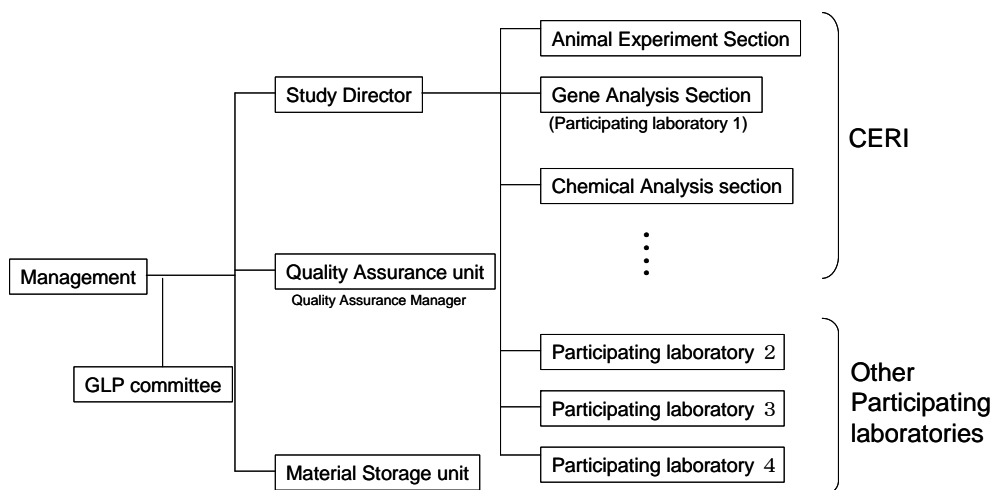 Animal Experiment Section
Study Director
Gene Analysis Section
(Participating laboratory 1)
CERI
Chemical Analysis section
Management
Quality Assurance unit
Quality Assurance Manager
GLP committee
Participating laboratory 2
Participating laboratory 3
Participating laboratory 4
Other
Participating
laboratories
Material Storage unit